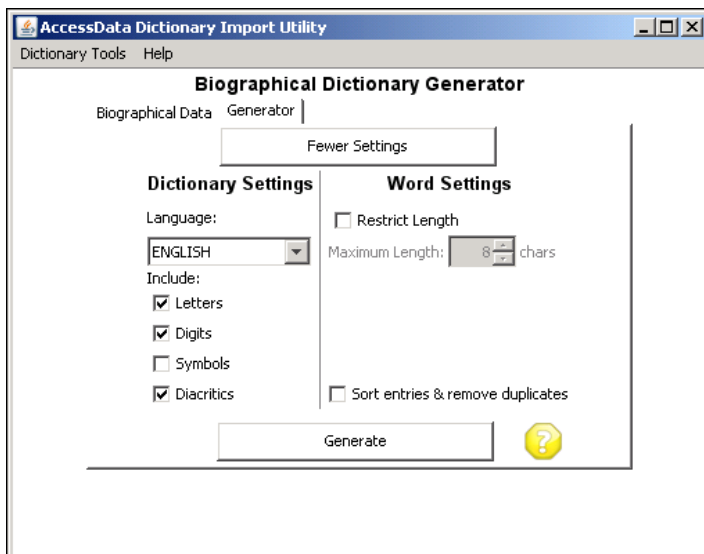 AccessData Dictionary Import Utility
Dictionary Tools Help
Biographical Dictionary Generator
Biographical Data Generator
Fewer Settings
Dictionary Settings
Language:
ENGLISH
Include:
Letters
Digits
Symbols
Diacritics
Word Settings
Restrict Length
Maximum Length: 8 chars
Sort entries & remove duplicates
Generate
?